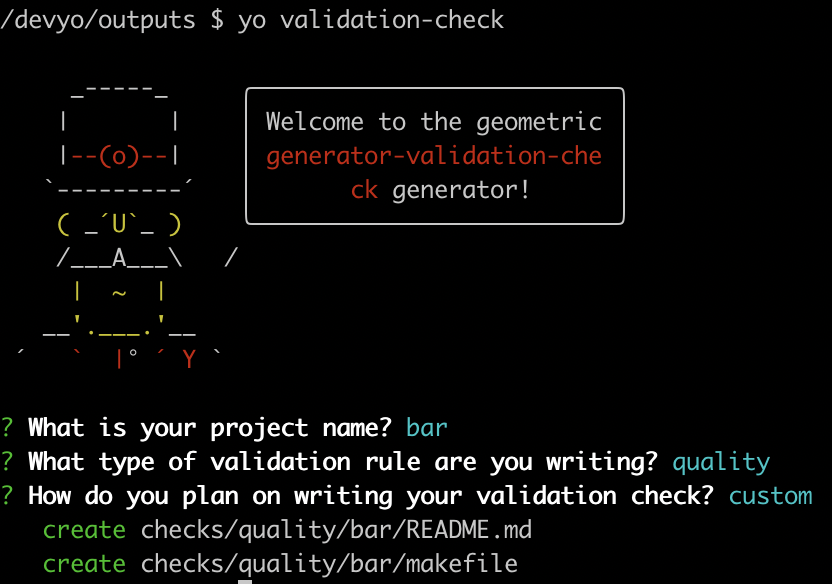 /devyo/outputs $ yo validation-check
     _-----_
    |       |
    |--(o)--|
   `---------´
    ( _´U`_ )
    /___A___\   /
     |  ~  |
   __'.___.'__
 ´   `  |° ´ Y `
Welcome to the geometric
generator-validation-che
ck generator!
? What is your project name? bar
? What type of validation rule are you writing? quality
? How do you plan on writing your validation check? custom
   create checks/quality/bar/README.md
   create checks/quality/bar/makefile